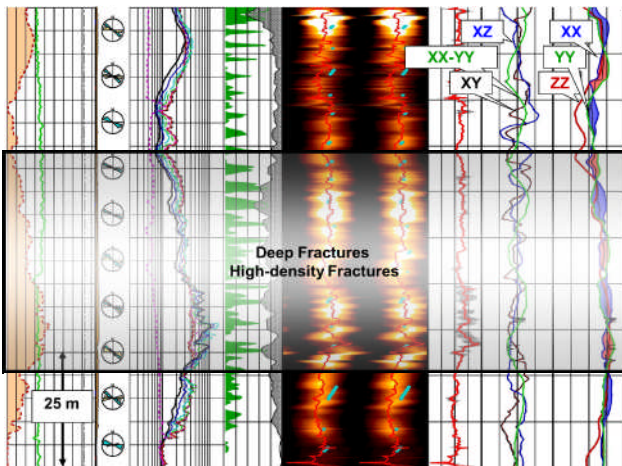 XZ
XX
XX-YY
YY
XY
ZZ
Deep Fractures
High-density Fractures
25 m